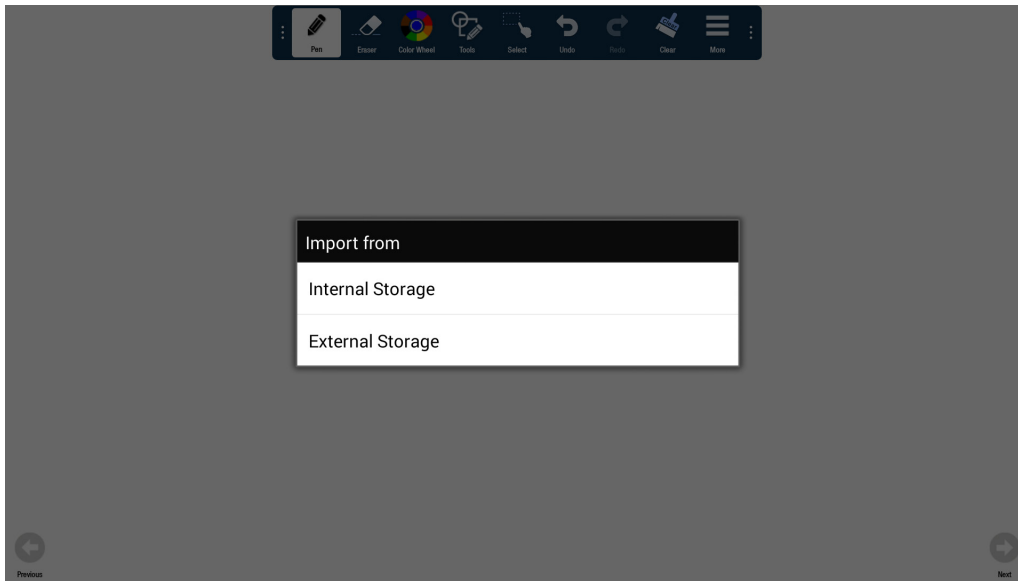 Pen Eraser Color Wheel Tools Select Undo Redo Clear More
Import from
Internal Storage
External Storage
Previous Next